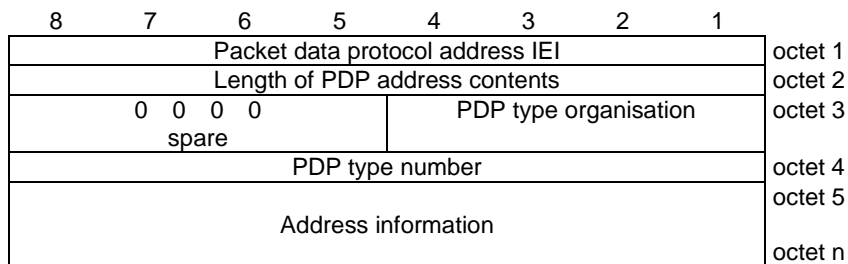 8 7 6 5 4 3 2 1
Packet data protocol address IEI octet 1
Length of PDP address contents octet 2
0 0 0 0 PDP type organisation octet 3
spare
PDP type number octet 4
octet 5
Address information
octet n